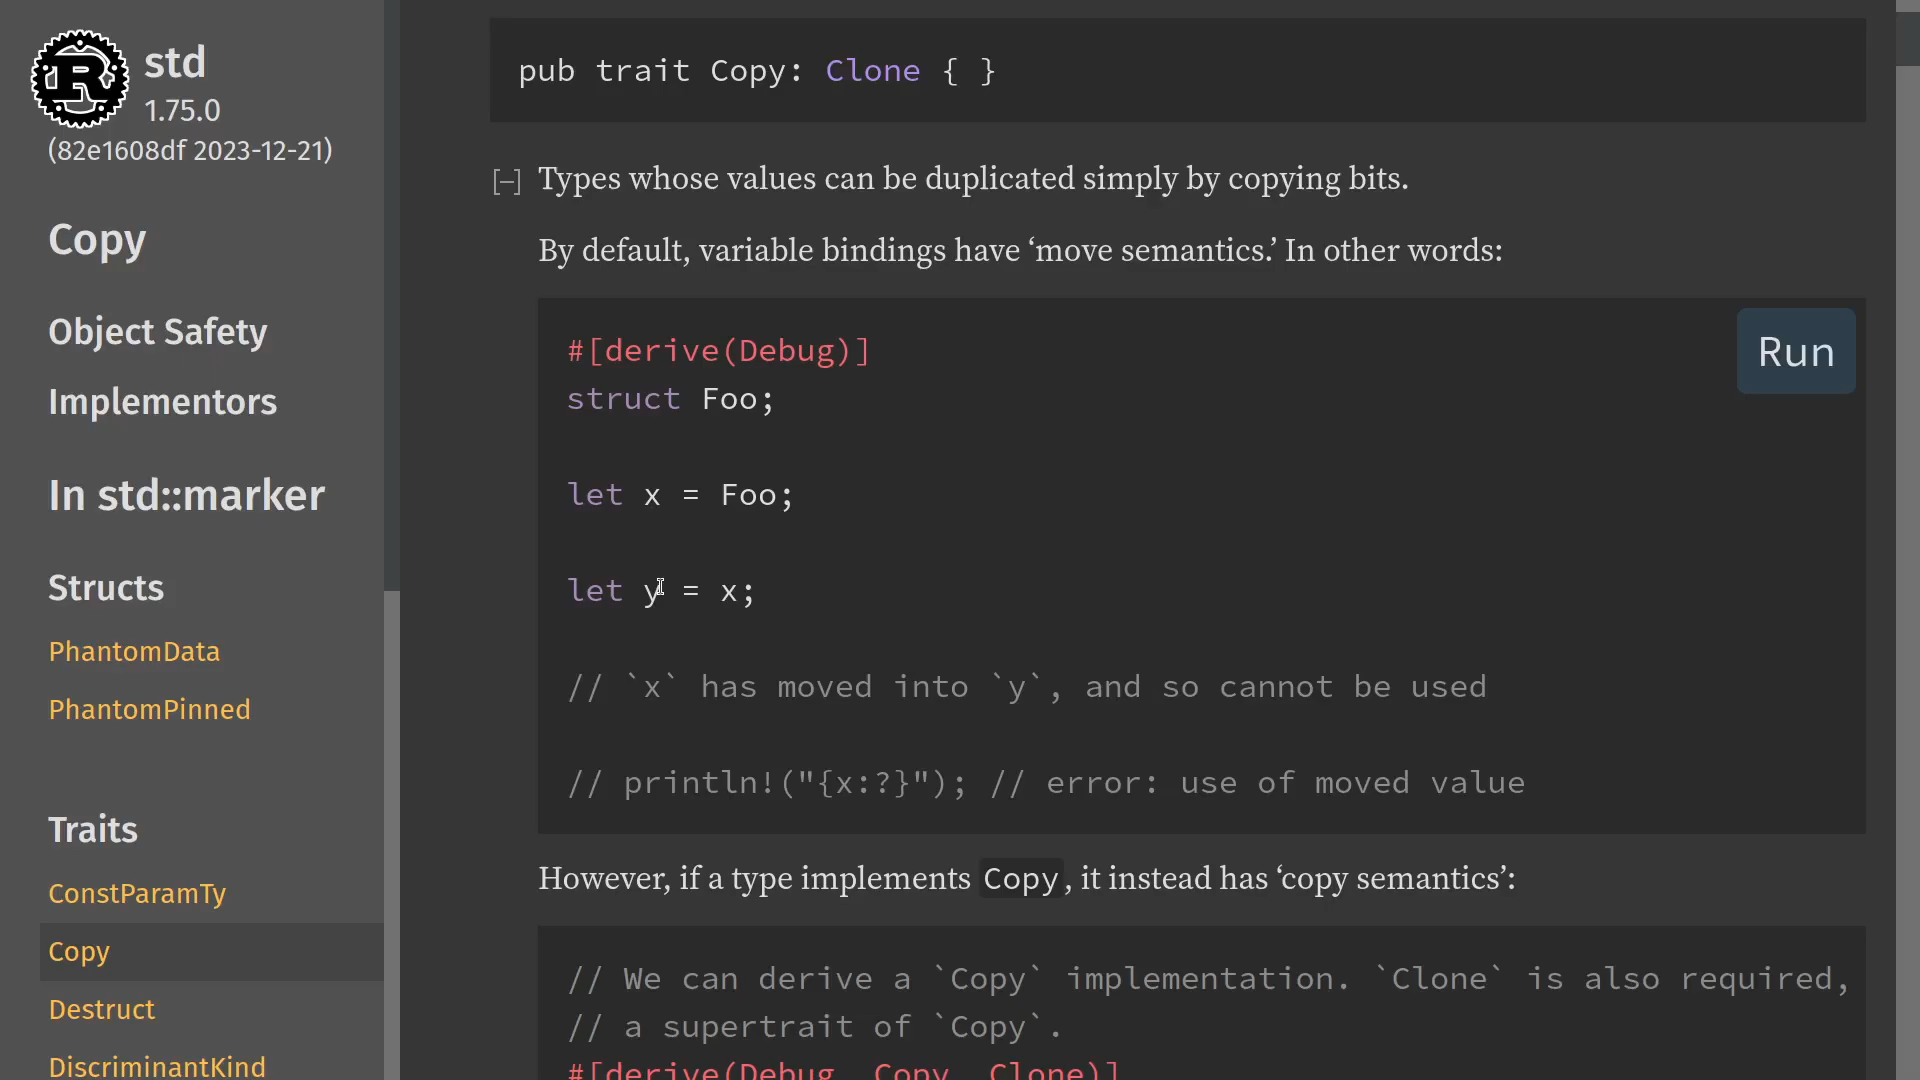 std
1.75.0
(82e1608df 2023-12-21)
Copy
Object Safety
Implementors
In std::marker
Structs
PhantomData
PhantomPinned
Traits
ConstParamTy
Copy
Destruct
DiscriminantKind
pub trait Copy: Clone { }
[−] Types whose values can be duplicated simply by copying bits.
By default, variable bindings have ‘move semantics.’ In other words:
Run
#[derive(Debug)]
struct Foo;
let x = Foo;
let y = x;
// `x` has moved into `y`, and so cannot be used
// println!("{x:?}"); // error: use of moved value
However, if a type implements Copy, it instead has ‘copy semantics’:
// We can derive a `Copy` implementation. `Clone` is also required,
// a supertrait of `Copy`.
#[derive(Debug, Copy, Clone)]